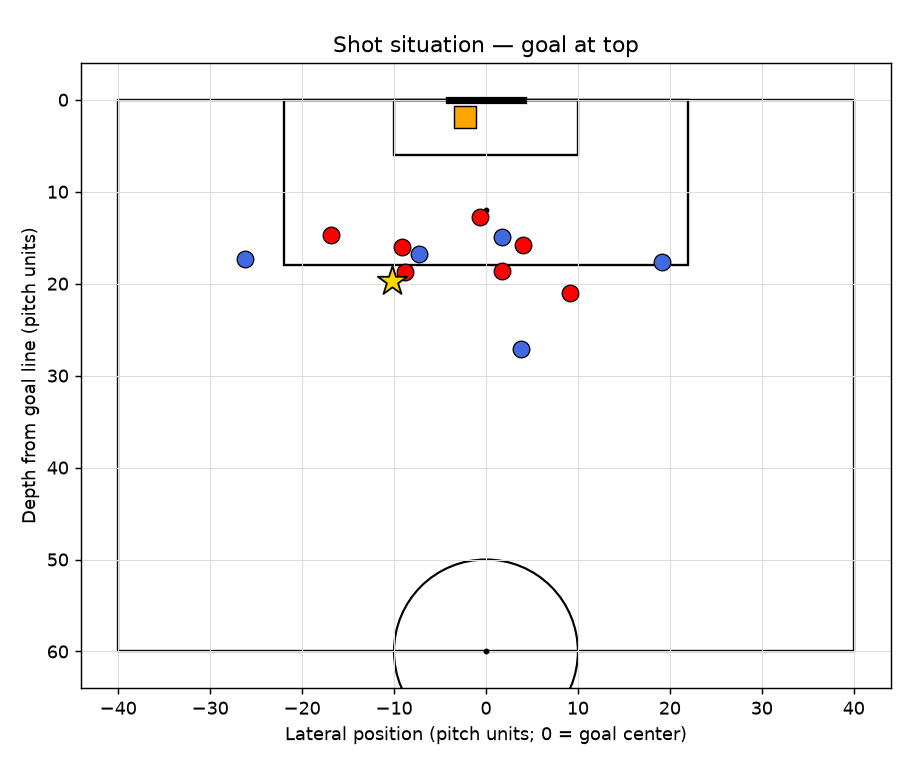 Shot situation — goal at top
Depth from goal line (pitch units)
0
10
20
30
40
50
60
−40 −30 −20 −10 0 10 20 30 40
Lateral position (pitch units; 0 = goal center)